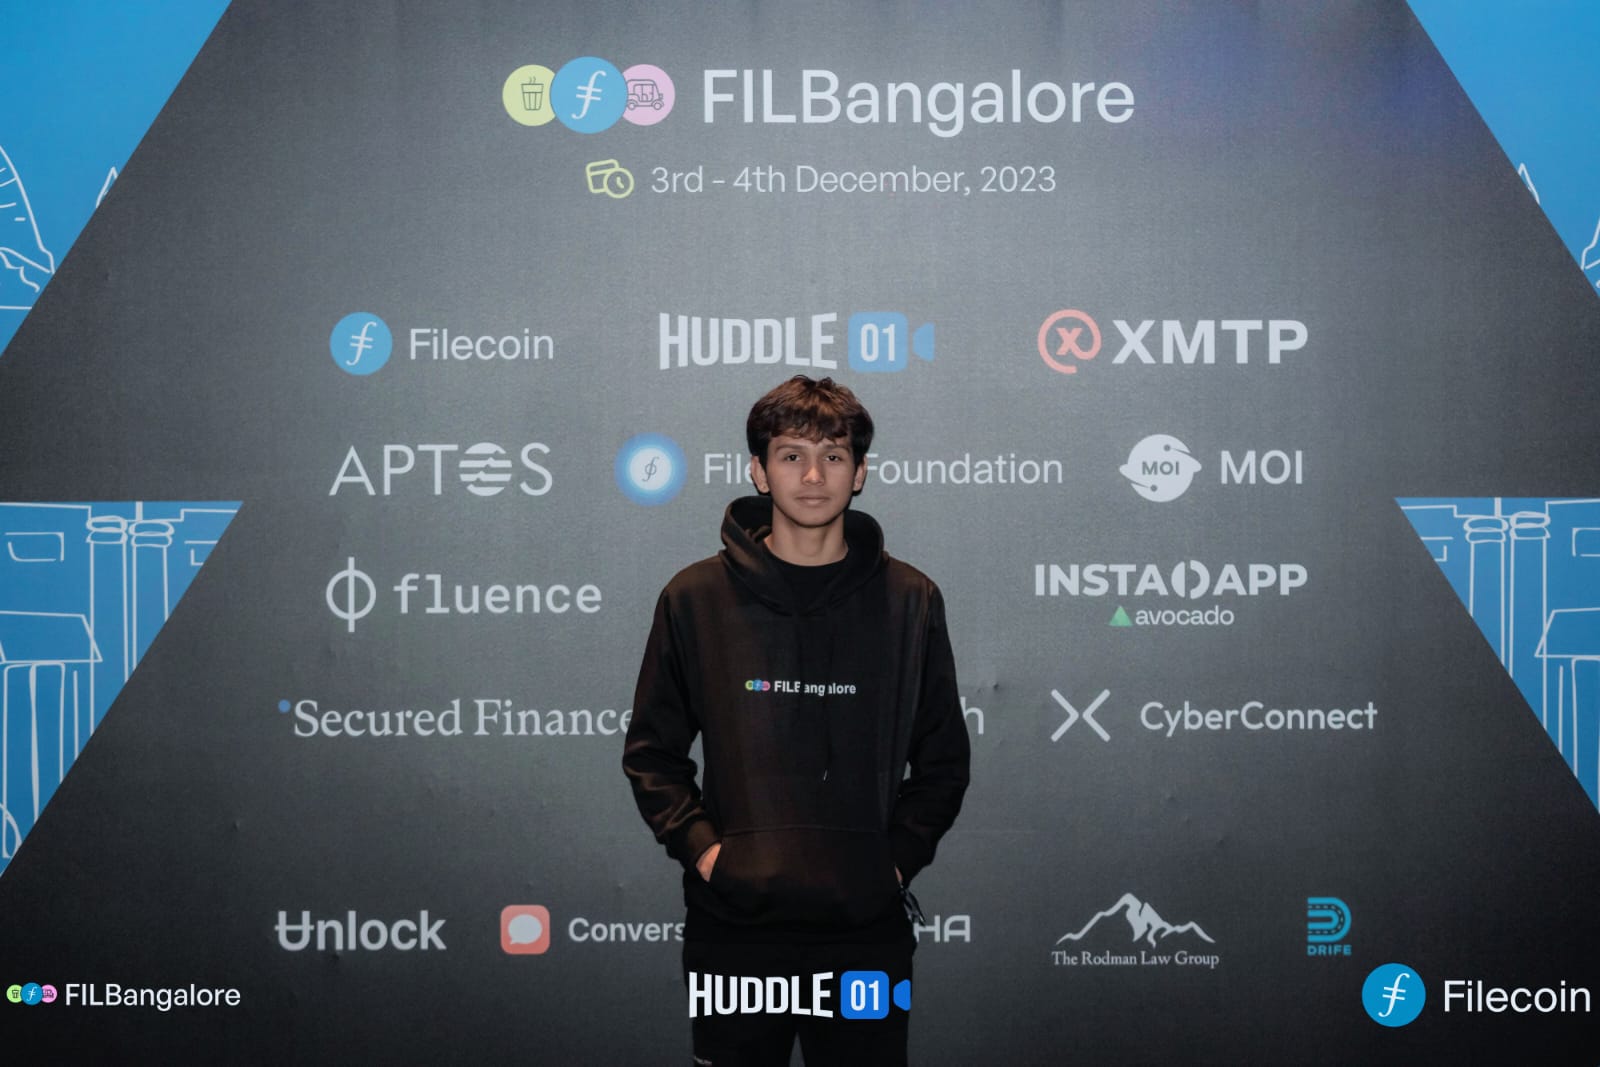 FILBangalore
3rd - 4th December, 2023
Filecoin
HUDDLE 01
XMTP
APTOS
Foundation
MOI
MOI
fluence
INSTADAPP
avocado
FILBangalore
Secured Finance
CyberConnect
Unlock
The Rodman Law Group
DRIFE
FILBangalore
HUDDLE 01
Filecoin